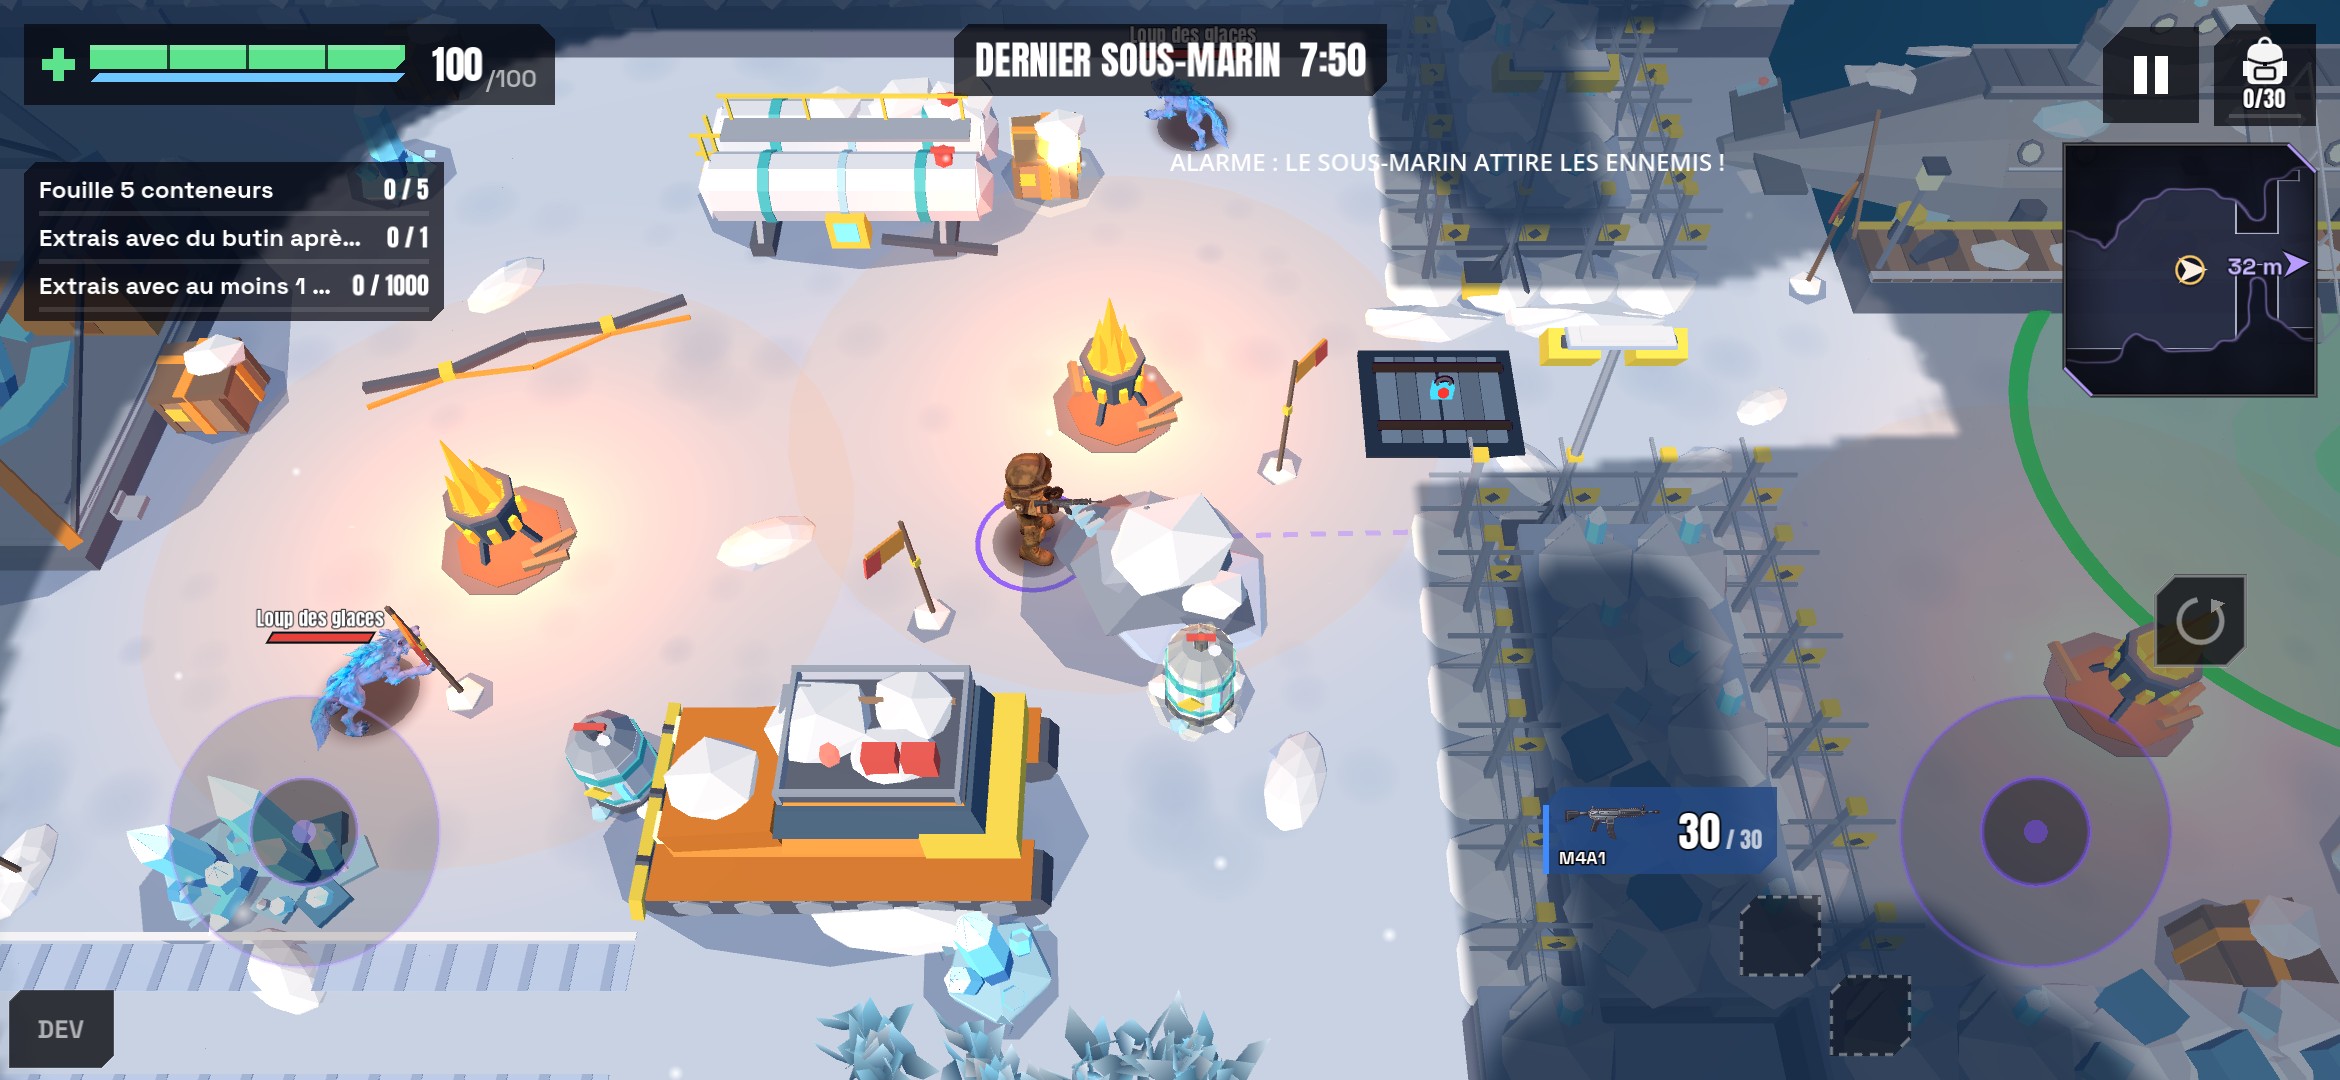 100/100
Loup des glaces
DERNIER SOUS-MARIN 7:50
0/30
ALARME : LE SOUS-MARIN ATTIRE LES ENNEMIS !
Fouille 5 conteneurs 0 / 5
Extrais avec du butin aprè... 0 / 1
Extrais avec au moins 1 ... 0 / 1000
32 m
Loup des glaces
M4A1 30 / 30
DEV